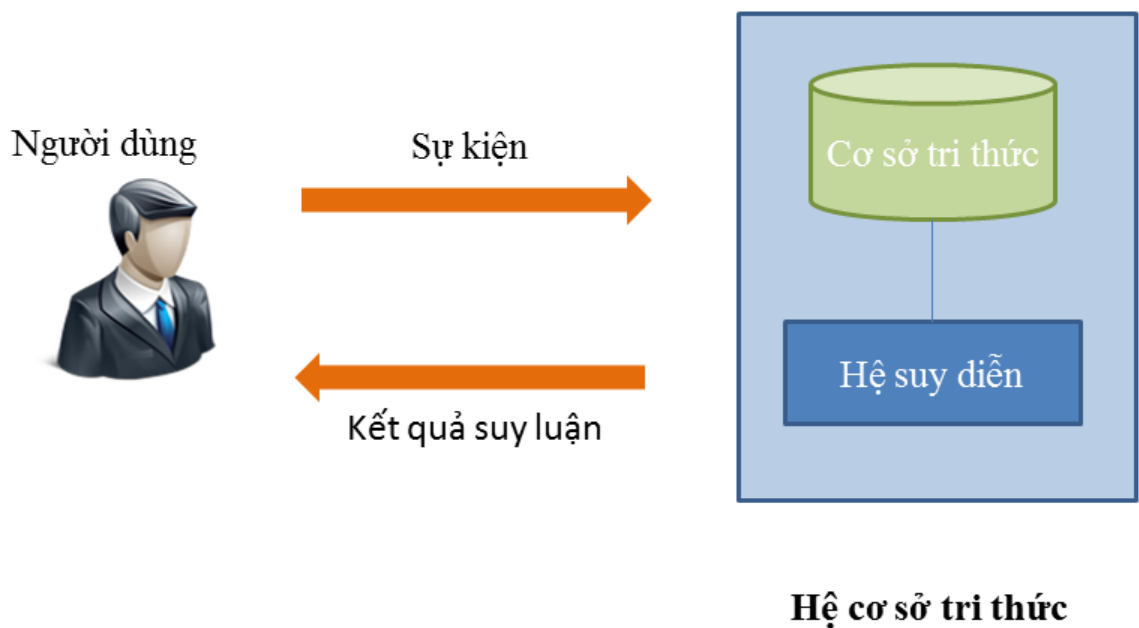 Người dùng
Sự kiện
Cơ sở tri thức
Hệ suy diễn
Kết quả suy luận
Hệ cơ sở tri thức